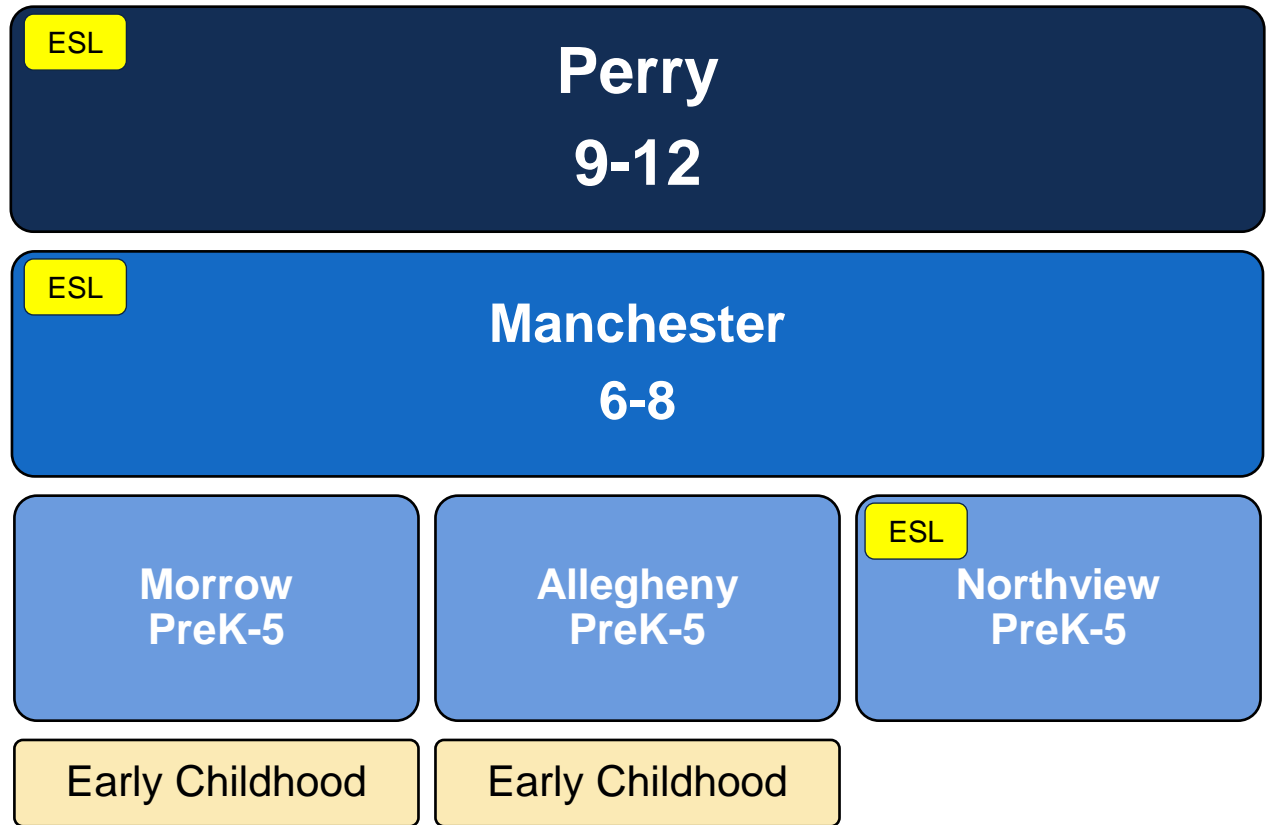 ESL
Perry
9-12
ESL
Manchester
6-8
Morrow
PreK-5
Allegheny
PreK-5
ESL
Northview
PreK-5
Early Childhood
Early Childhood